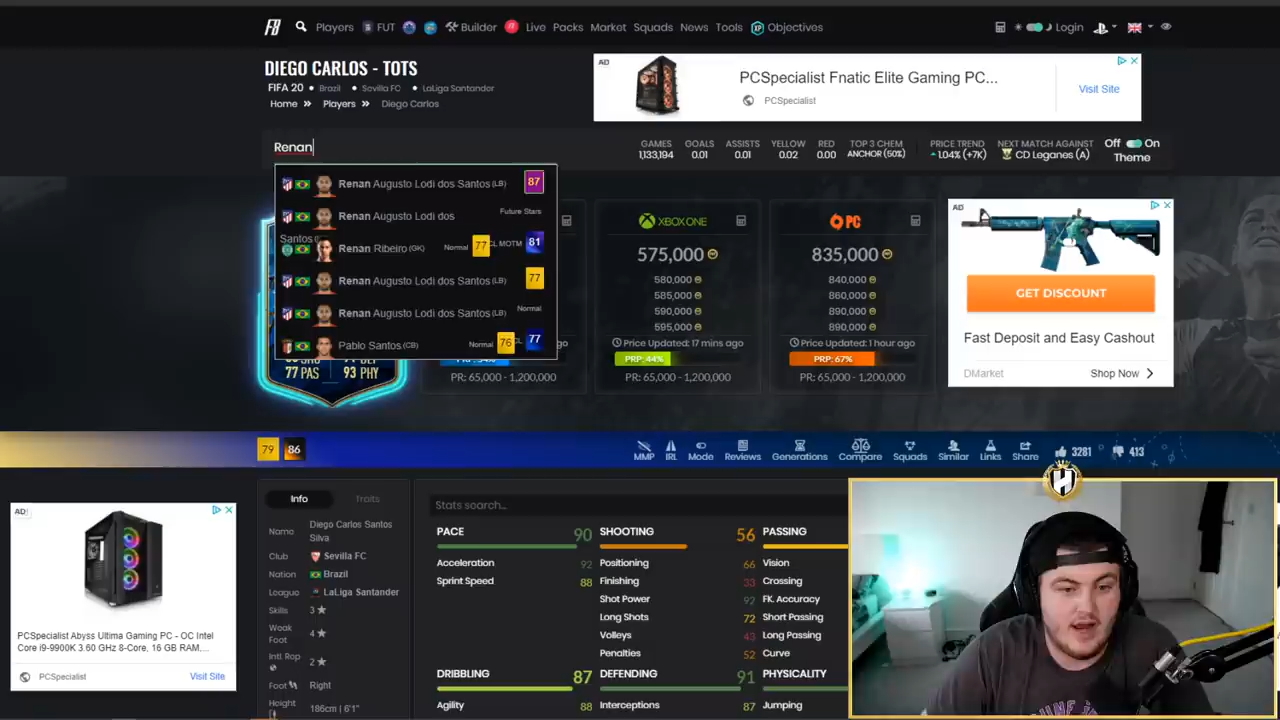 Players FUT Builder Live Packs Market Squads News Tools Objectives Login
DIEGO CARLOS - TOTS
FIFA 20 Brazil Sevilla FC LaLiga Santander
Home Players Diego Carlos
AD
PCSpecialist Fnatic Elite Gaming PC...
PCSpecialist
Visit Site
Renan
GAMES GOALS ASSISTS YELLOW RED TOP 3 CHEM PRICE TREND NEXT MATCH AGAINST Off On
1,133,194 0.01 0.01 0.02 0.00 ANCHOR (50%) 1.04% (+7K) CD Leganes (A) Theme
Renan Augusto Lodi dos Santos (LB) 87
Renan Augusto Lodi dos Future Stars
Santos
Renan Ribeiro (GK) Normal 77 CL MOTM 81
Renan Augusto Lodi dos Santos (LB) 77
Renan Augusto Lodi dos Santos (LB) Normal
Pablo Santos (CB) Normal 76 77
77 PAS 93 PHY
ago
PR: 65,000 - 1,200,000
XBOX ONE
575,000
580,000
585,000
590,000
595,000
Price Updated: 17 mins ago
PRP: 44%
PR: 65,000 - 1,200,000
PC
835,000
840,000
860,000
890,000
890,000
Price Updated: 1 hour ago
PRP: 67%
PR: 65,000 - 1,200,000
AD
GET DISCOUNT
Fast Deposit and Easy Cashout
DMarket Shop Now
79 86
MMP IRL Mode Reviews Generations Compare Squads Similar Links Share 3281 413
AD
PCSpecialist Abyss Ultima Gaming PC - OC Intel
Core i9-9900K 3.60 GHz 8-Core, 16 GB RAM,...
PCSpecialist Visit Site
Info Traits
Name Diego Carlos Santos
Silva
Club Sevilla FC
Nation Brazil
League LaLiga Santander
Skills 3
Weak
Foot 4
Intl. Rep 2
Foot Right
Height 186cm | 6'1"
Stats search...
PACE 90
Acceleration 92
Sprint Speed 88
SHOOTING 56
Positioning 66
Finishing 33
Shot Power 92
Long Shots 72
Volleys 43
Penalties 52
PASSING
Vision
Crossing
FK. Accuracy
Short Passing
Long Passing
Curve
DRIBBLING 87
Agility 88
DEFENDING 91
Interceptions 87
PHYSICALITY
Jumping